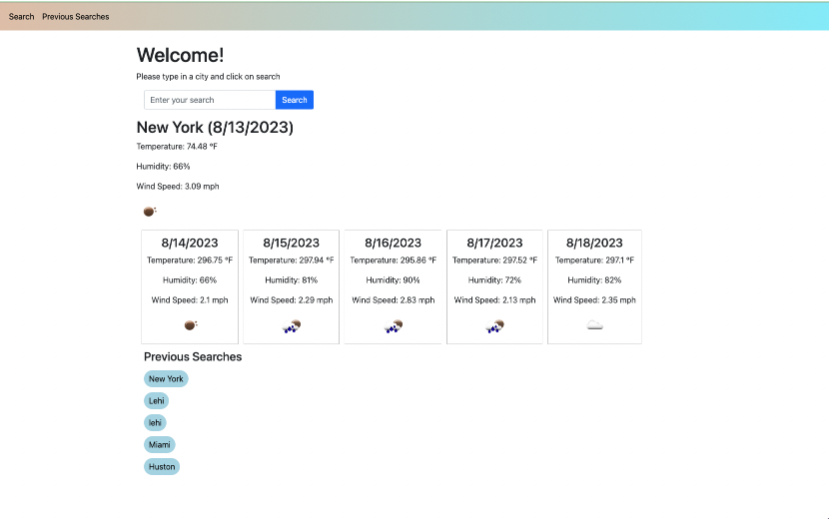 Search Previous Searches
Welcome!
Please type in a city and click on search
Enter your search Search
New York (8/13/2023)
Temperature: 74.48 °F
Humidity: 66%
Wind Speed: 3.09 mph
8/14/2023
Temperature: 296.75 °F
Humidity: 66%
Wind Speed: 2.1 mph
8/15/2023
Temperature: 297.94 °F
Humidity: 81%
Wind Speed: 2.29 mph
8/16/2023
Temperature: 295.86 °F
Humidity: 90%
Wind Speed: 2.83 mph
8/17/2023
Temperature: 297.52 °F
Humidity: 72%
Wind Speed: 2.13 mph
8/18/2023
Temperature: 297.1 °F
Humidity: 82%
Wind Speed: 2.35 mph
Previous Searches
New York
Lehi
lehi
Miami
Huston